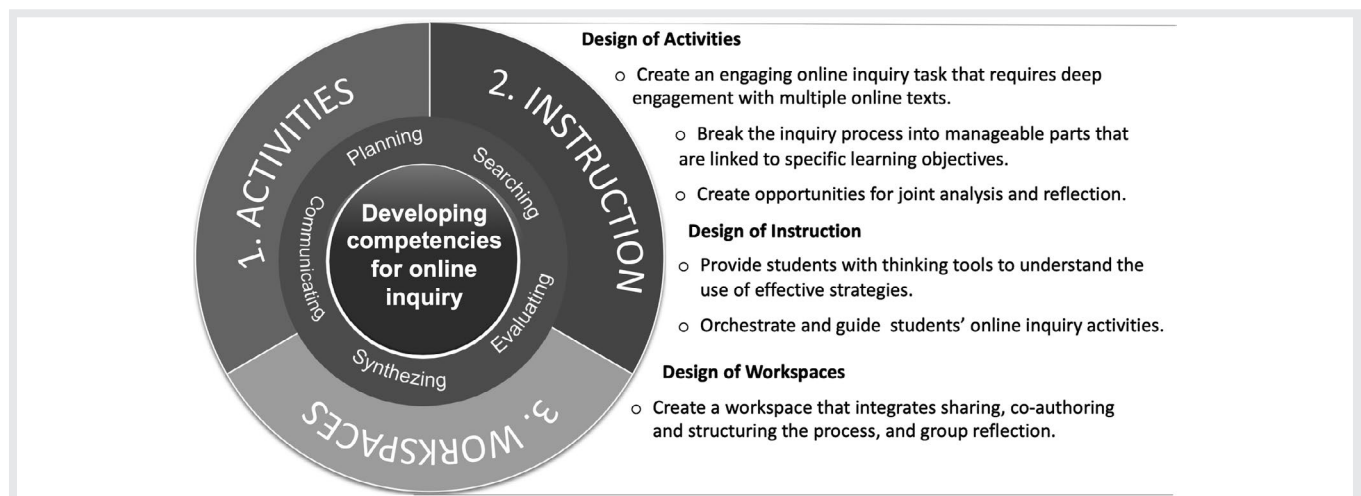 1. ACTIVITIES
2. INSTRUCTION
3. WORKSPACES
Planning
Searching
Evaluating
Synthezing
Communicating
Developing
competencies
for online
inquiry
Design of Activities
o Create an engaging online inquiry task that requires deep
engagement with multiple online texts.
o Break the inquiry process into manageable parts that
are linked to specific learning objectives.
o Create opportunities for joint analysis and reflection.
Design of Instruction
o Provide students with thinking tools to understand the
use of effective strategies.
o Orchestrate and guide students' online inquiry activities.
Design of Workspaces
o Create a workspace that integrates sharing, co-authoring
and structuring the process, and group reflection.